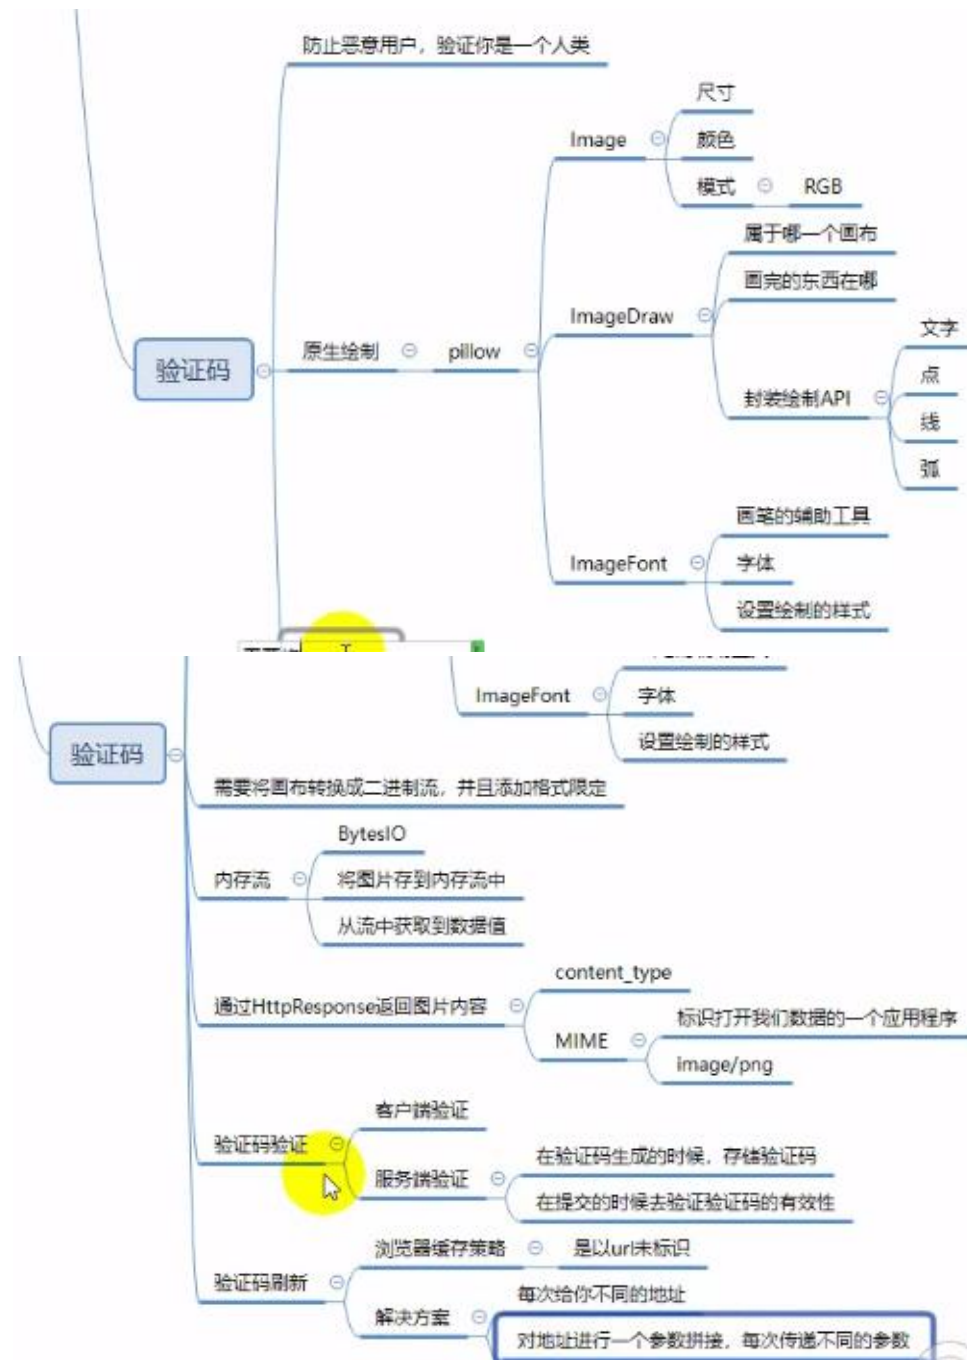 防止恶意用户，验证你是一个人类
尺寸
Image
颜色
模式
RGB
属于哪一个画布
画完的东西在哪
ImageDraw
文字
验证码
原生绘制
pillow
点
封装绘制API
线
弧
画笔的辅助工具
ImageFont
字体
设置绘制的样式
ImageFont
字体
设置绘制的样式
验证码
需要将画布转换成二进制流，并且添加格式限定
BytesIO
内存流
将图片存到内存流中
从流中获取到数据值
content_type
通过HttpResponse返回图片内容
标识打开我们数据的一个应用程序
MIME
image/png
客户端验证
验证码验证
在验证码生成的时候，存储验证码
服务端验证
在提交的时候去验证验证码的有效性
浏览器缓存策略
是以url未标识
验证码刷新
每次给你不同的地址
解决方案
对地址进行一个参数拼接，每次传递不同的参数